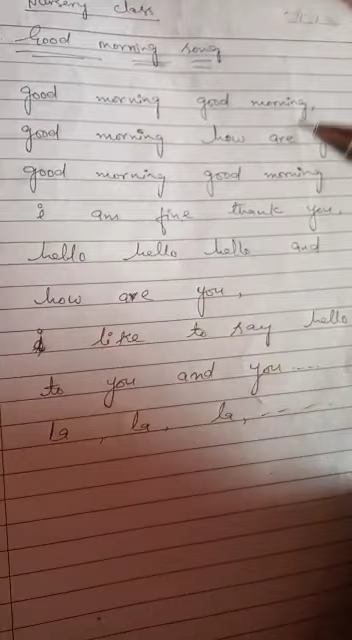 Nursery class
Good morning song
good morning good morning,
good morning how are
good morning good morning
i am fine thank you,
hello hello hello and
how are you,
i like to say hello
to you and you ....
la , la , la , - - - -